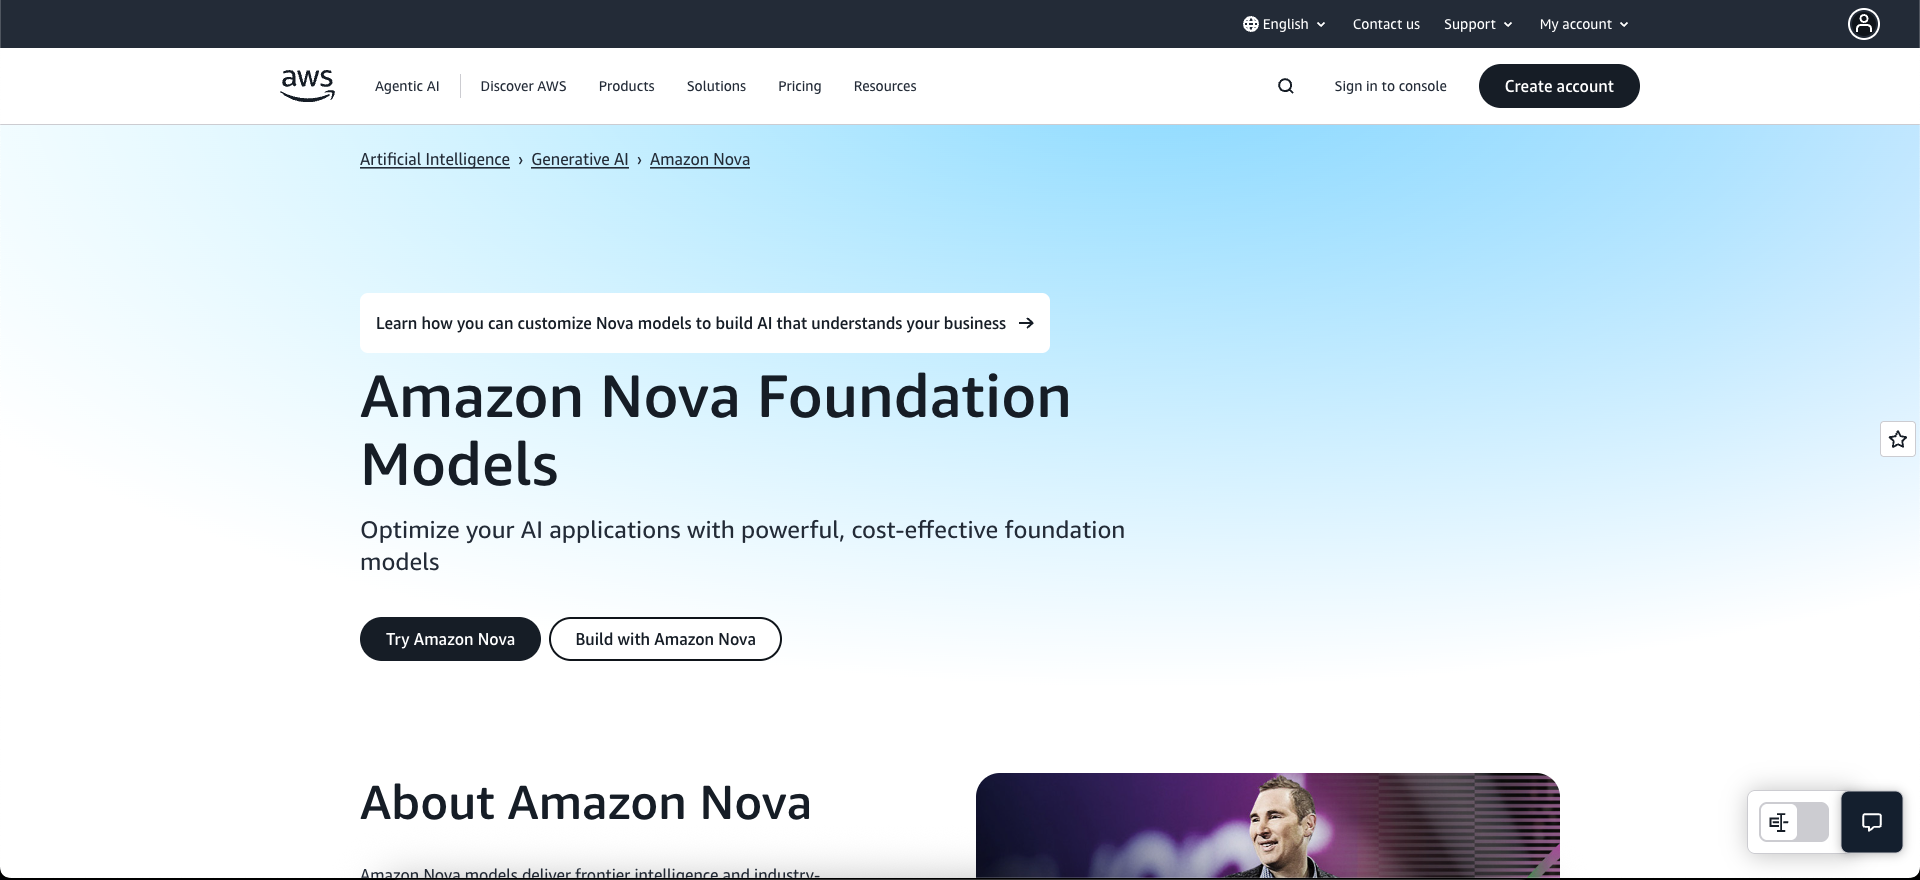 English
Contact us
Support
My account
aws
Agentic AI
Discover AWS
Products
Solutions
Pricing
Resources
Sign in to console
Create account
Artificial Intelligence › Generative AI › Amazon Nova
Learn how you can customize Nova models to build AI that understands your business →
Amazon Nova Foundation
Models
Optimize your AI applications with powerful, cost-effective foundation
models
Try Amazon Nova
Build with Amazon Nova
About Amazon Nova
Amazon Nova models deliver frontier intelligence and industry-